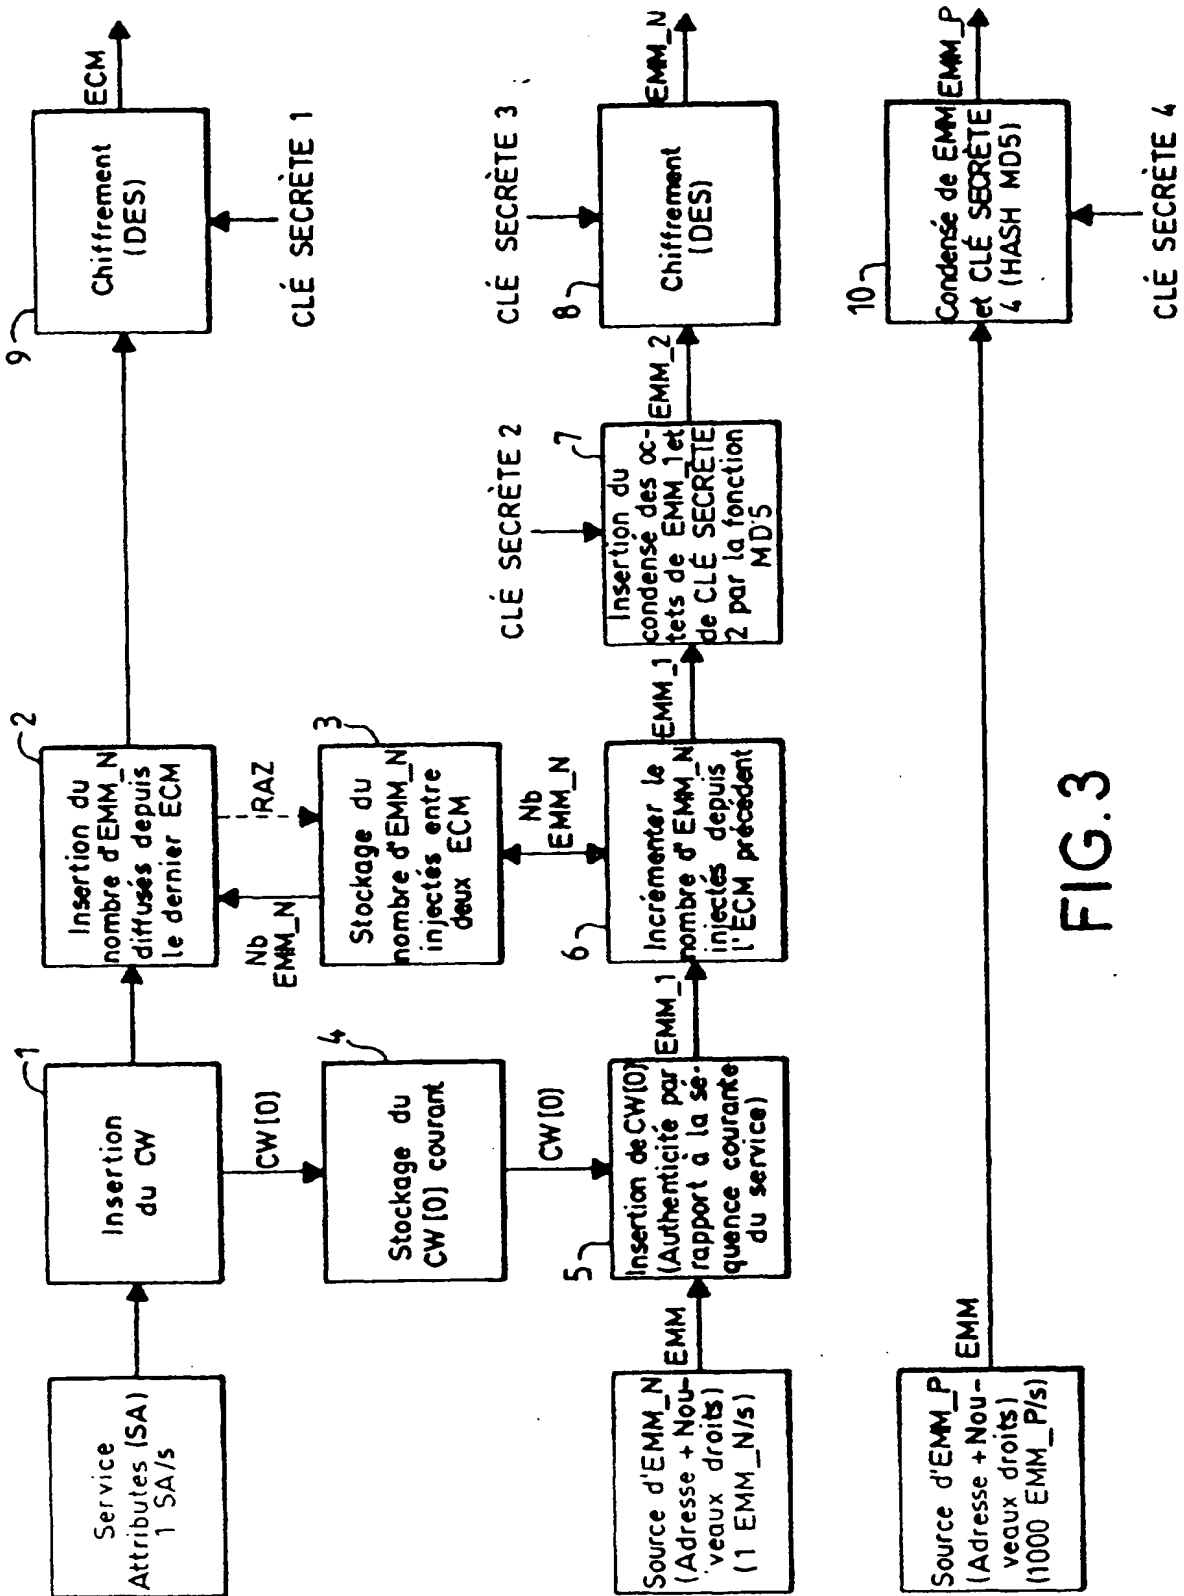 Service
Attributes (SA)
1 SA/s
1
Insertion
du CW
2
Insertion du
nombre d'EMM_N
diffusés depuis
le dernier ECM
9
Chiffrement
(DES)
ECM
CLÉ SECRÈTE 1
CW[0]
Nb
EMM_N
RAZ
4
Stockage du
CW[0] courant
3
Stockage du
nombre d'EMM_N
injectés entre
deux ECM
CW[0]
Nb
EMM_N
CLÉ SECRÈTE 2
CLÉ SECRÈTE 3
Source d'EMM_N
(Adresse + Nou-
veaux droits)
(1 EMM_N/s)
EMM
5
Insertion de CW[0]
(Authenticité par
rapport à la sé-
quence courante
du service)
EMM_1
6
Incrémenter le
nombre d'EMM_N
injectés depuis
l'ECM précédent
EMM_1
7
Insertion du
condensé des oc-
tets de EMM_1 et
de CLÉ SECRÈTE
2 par la fonction
MD5
EMM_2
8
Chiffrement
(DES)
EMM_N
Source d'EMM_P
(Adresse + Nou-
veaux droits)
(1000 EMM_P/s)
EMM
10
Condensé de EMM
et CLÉ SECRÈTE
4 (HASH MD5)
EMM_P
CLÉ SECRÈTE 4
FIG.3